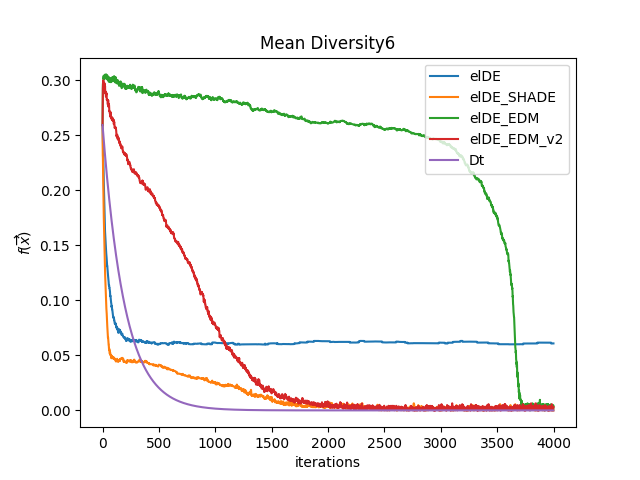 Mean Diversity6
f(x⃗)
0.30
0.25
0.20
0.15
0.10
0.05
0.00
0 500 1000 1500 2000 2500 3000 3500 4000
iterations
elDE
elDE_SHADE
elDE_EDM
elDE_EDM_v2
Dt